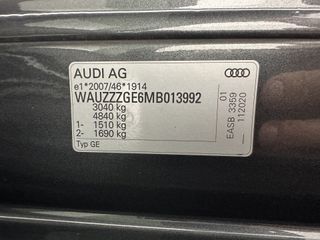 AUDI AG
e1*2007/46*1914
WAUZZZGE6MB013992
3040 kg
4840 kg
1- 1510 kg
2- 1690 kg
Typ GE
01
EASB 3359
112020